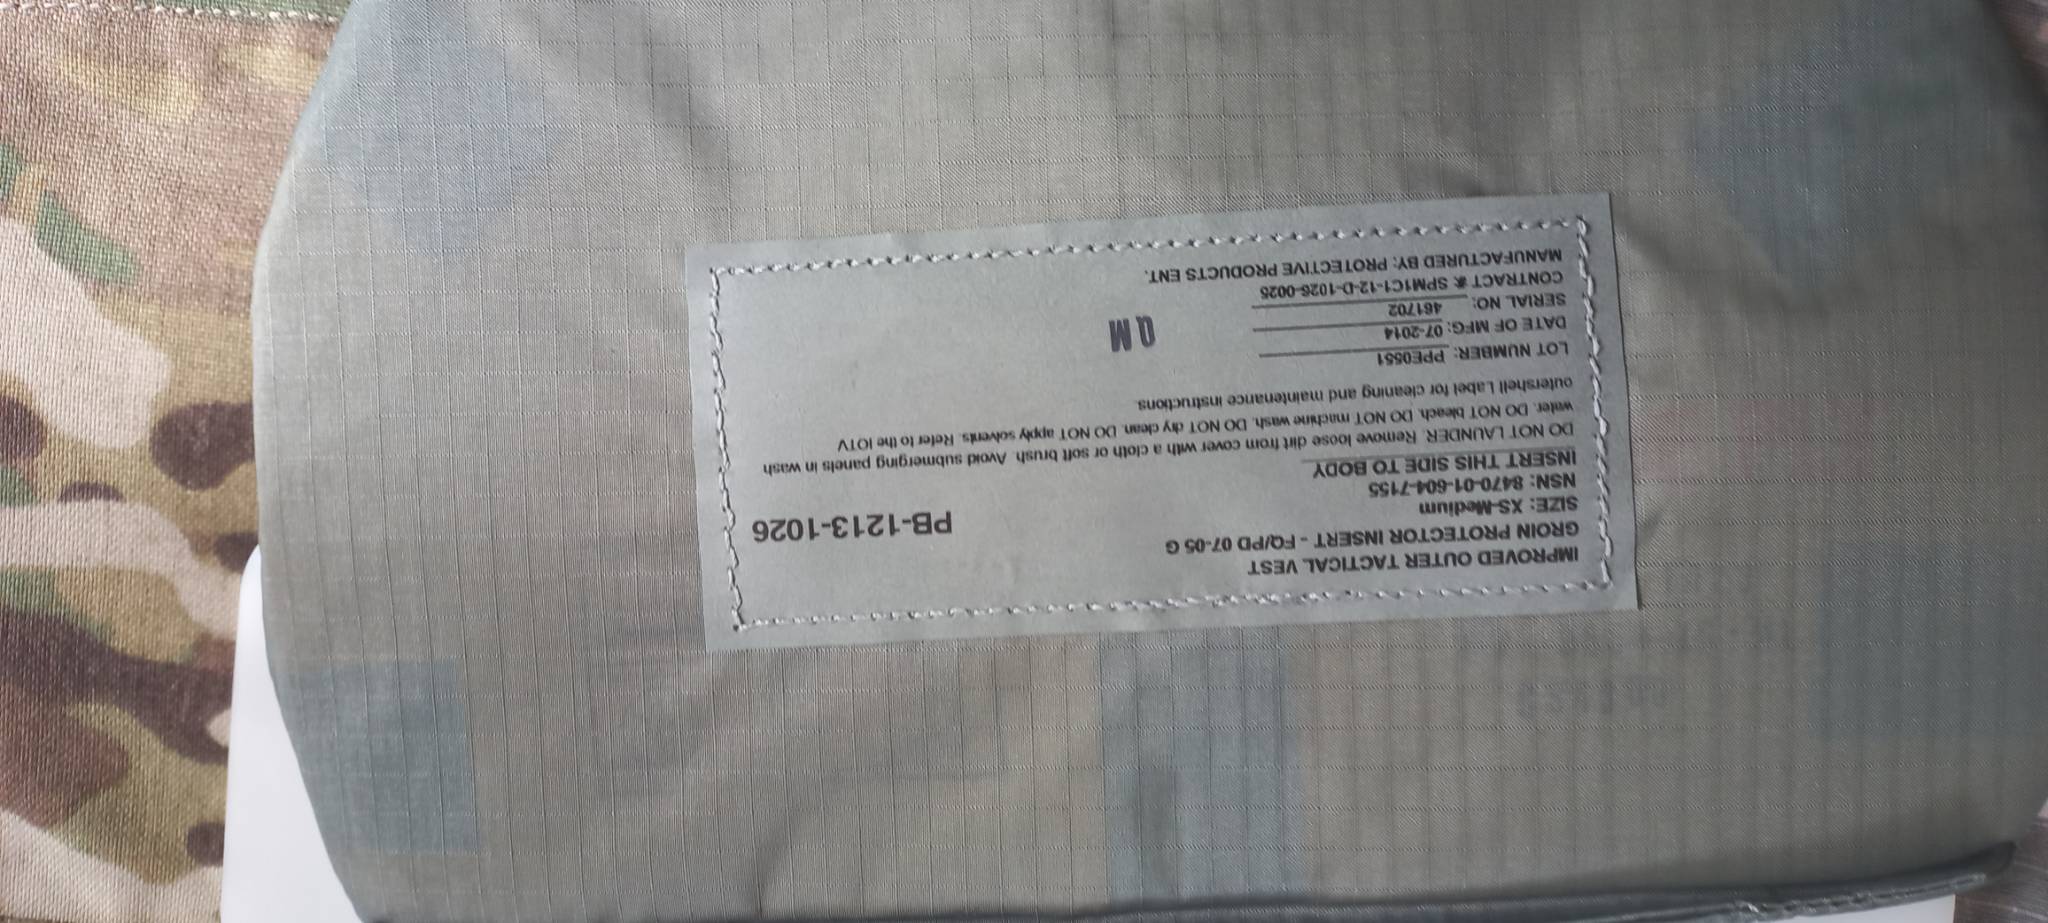 IMPROVED OUTER TACTICAL VEST
GROIN PROTECTOR INSERT - FQ/PD 07-05 G
SIZE: XS-Medium
NSN: 8470-01-604-7155
PB-1213-1026
INSERT THIS SIDE TO BODY
DO NOT LAUNDER. Remove loose dirt from cover with a cloth or soft brush. Avoid submerging panels in wash
water. DO NOT bleach. DO NOT machine wash. DO NOT dry clean. DO NOT apply solvents. Refer to the IOTV
outershell Label for cleaning and maintenance instructions.
LOT NUMBER: PPE0551
DATE OF MFG: 07-2014
SERIAL NO: 461702
CONTRACT #: SPM1C1-12-D-1026-0025
MANUFACTURED BY: PROTECTIVE PRODUCTS ENT.
QM